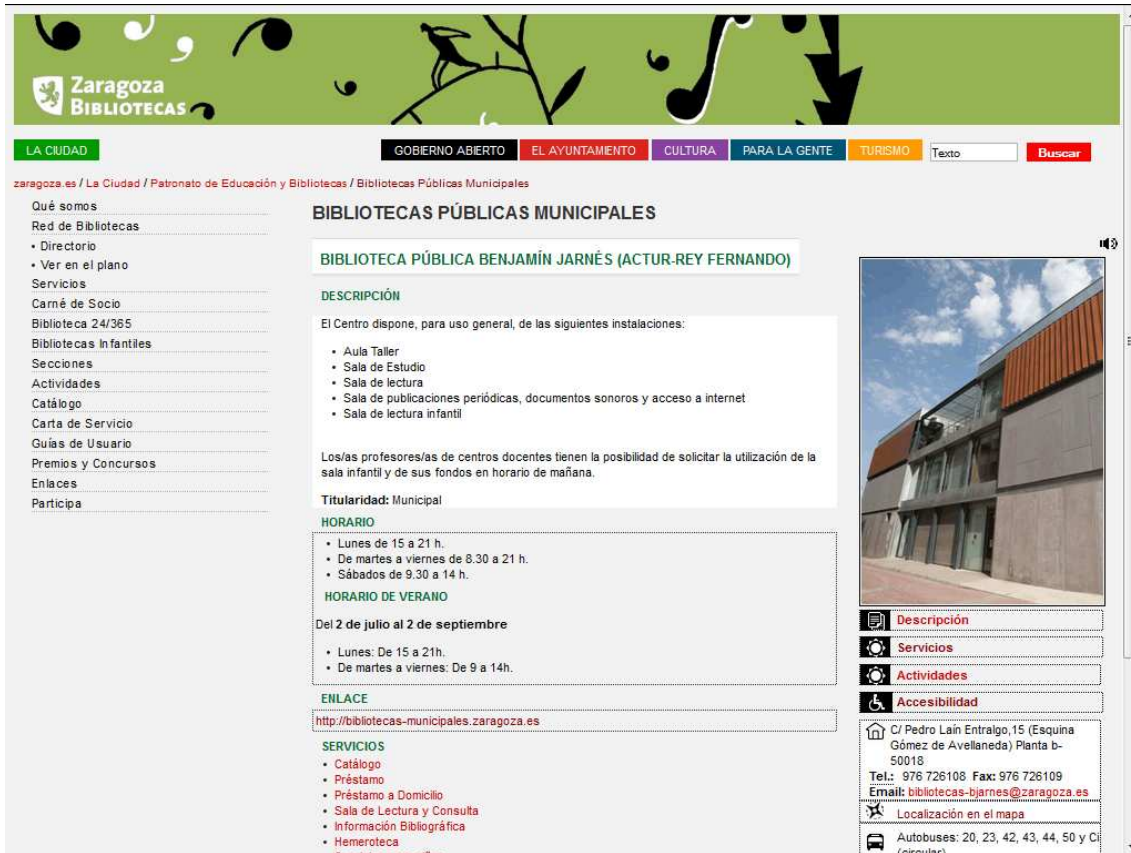 Zaragoza
BIBLIOTECAS
LA CIUDAD
GOBIERNO ABIERTO
EL AYUNTAMIENTO
CULTURA
PARA LA GENTE
TURISMO
Texto
Buscar
zaragoza.es / La Ciudad / Patronato de Educación y Bibliotecas / Bibliotecas Públicas Municipales
Qué somos
Red de Bibliotecas
• Directorio
• Ver en el plano
Servicios
Carné de Socio
Biblioteca 24/365
Bibliotecas Infantiles
Secciones
Actividades
Catálogo
Carta de Servicio
Guías de Usuario
Premios y Concursos
Enlaces
Participa
BIBLIOTECAS PÚBLICAS MUNICIPALES
BIBLIOTECA PÚBLICA BENJAMÍN JARNÉS (ACTUR-REY FERNANDO)
DESCRIPCIÓN
El Centro dispone, para uso general, de las siguientes instalaciones:
• Aula Taller
• Sala de Estudio
• Sala de lectura
• Sala de publicaciones periódicas, documentos sonoros y acceso a internet
• Sala de lectura infantil
Los/as profesores/as de centros docentes tienen la posibilidad de solicitar la utilización de la
sala infantil y de sus fondos en horario de mañana.
Titularidad: Municipal
HORARIO
• Lunes de 15 a 21 h.
• De martes a viernes de 8.30 a 21 h.
• Sábados de 9.30 a 14 h.
HORARIO DE VERANO
Del 2 de julio al 2 de septiembre
• Lunes: De 15 a 21h.
• De martes a viernes: De 9 a 14h.
ENLACE
http://bibliotecas-municipales.zaragoza.es
SERVICIOS
• Catálogo
• Préstamo
• Préstamo a Domicilio
• Sala de Lectura y Consulta
• Información Bibliográfica
• Hemeroteca
Descripción
Servicios
Actividades
Accesibilidad
C/ Pedro Laín Entralgo,15 (Esquina
Gómez de Avellaneda) Planta b-
50018
Tel.: 976 726108 Fax: 976 726109
Email: bibliotecas-bjarnes@zaragoza.es
Localización en el mapa
Autobuses: 20, 23, 42, 43, 44, 50 y Ci
(circular)